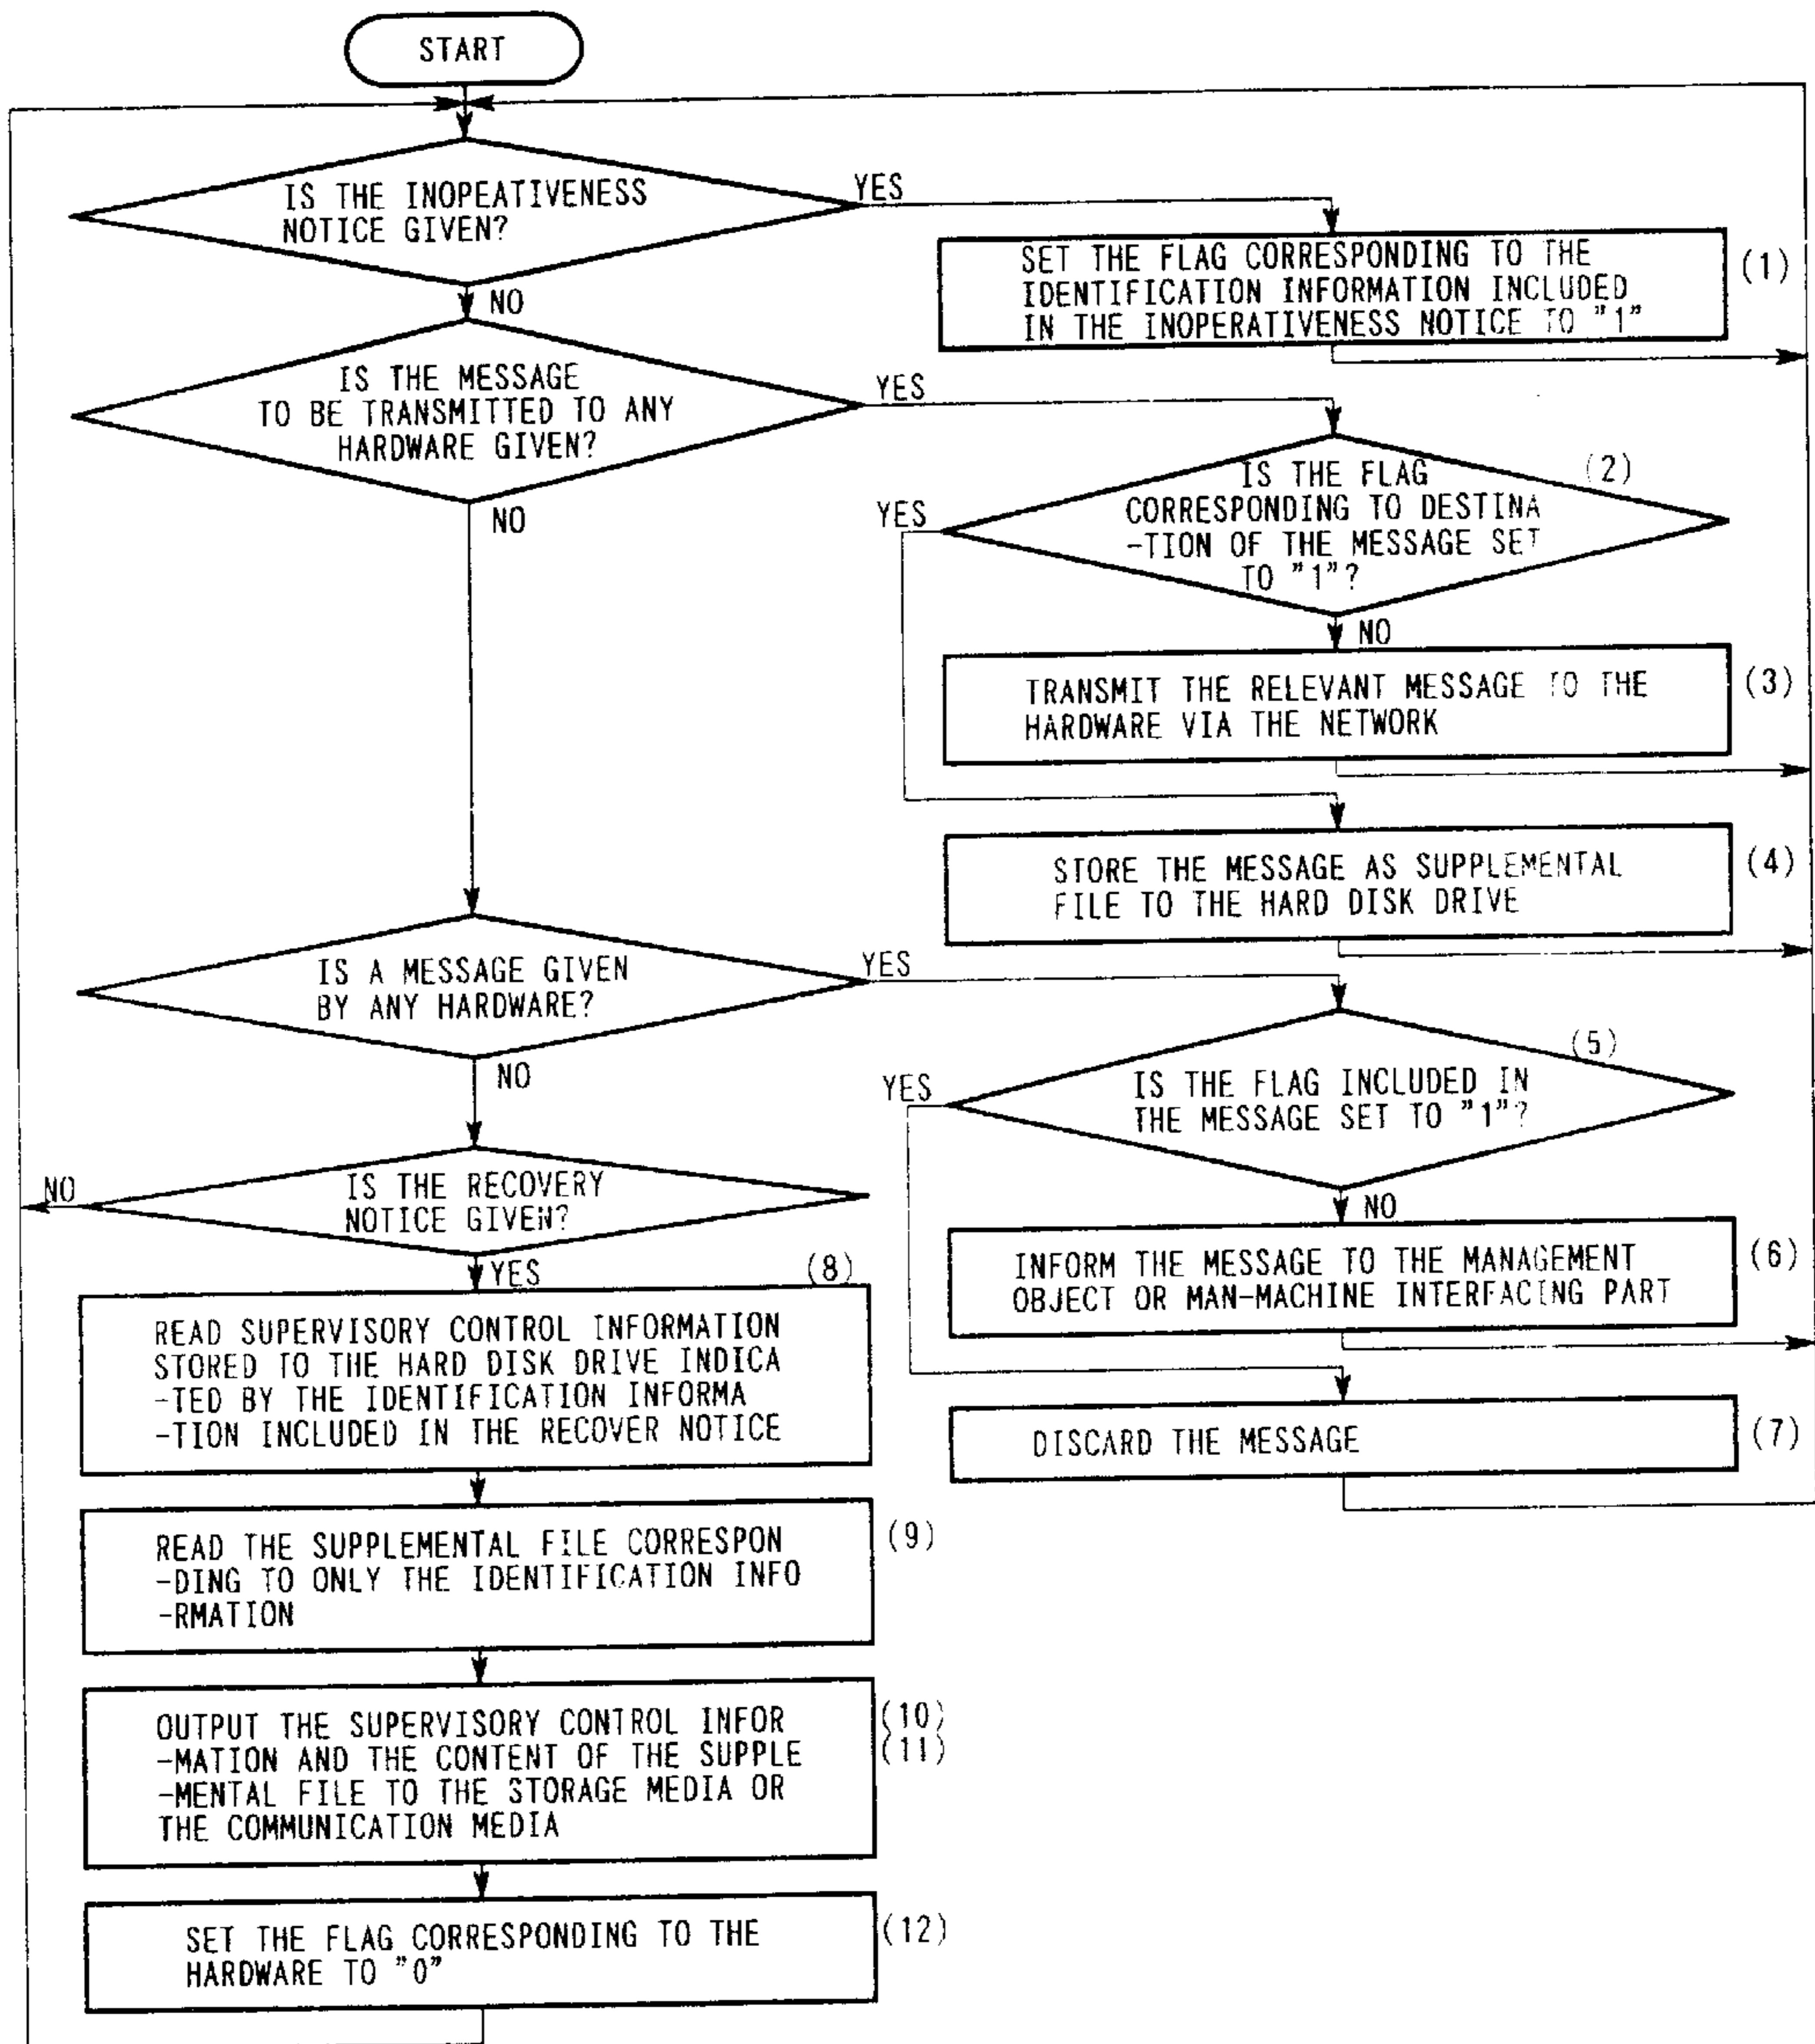 START
IS THE INOPEATIVENESS
NOTICE GIVEN?
YES
NO
SET THE FLAG CORRESPONDING TO THE
IDENTIFICATION INFORMATION INCLUDED
IN THE INOPERATIVENESS NOTICE TO "1"
(1)
IS THE MESSAGE
TO BE TRANSMITTED TO ANY
HARDWARE GIVEN?
YES
NO
IS THE FLAG
CORRESPONDING TO DESTINA
-TION OF THE MESSAGE SET
TO "1"?
(2)
YES
NO
TRANSMIT THE RELEVANT MESSAGE TO THE
HARDWARE VIA THE NETWORK
(3)
STORE THE MESSAGE AS SUPPLEMENTAL
FILE TO THE HARD DISK DRIVE
(4)
IS A MESSAGE GIVEN
BY ANY HARDWARE?
YES
NO
IS THE FLAG INCLUDED IN
THE MESSAGE SET TO "1"?
(5)
YES
NO
INFORM THE MESSAGE TO THE MANAGEMENT
OBJECT OR MAN-MACHINE INTERFACING PART
(6)
DISCARD THE MESSAGE
(7)
IS THE RECOVERY
NOTICE GIVEN?
NO
YES
(8)
READ SUPERVISORY CONTROL INFORMATION
STORED TO THE HARD DISK DRIVE INDICA
-TED BY THE IDENTIFICATION INFORMA
-TION INCLUDED IN THE RECOVER NOTICE
READ THE SUPPLEMENTAL FILE CORRESPON
-DING TO ONLY THE IDENTIFICATION INFO
-RMATION
(9)
OUTPUT THE SUPERVISORY CONTROL INFOR
-MATION AND THE CONTENT OF THE SUPPLE
-MENTAL FILE TO THE STORAGE MEDIA OR
THE COMMUNICATION MEDIA
(10)
(11)
SET THE FLAG CORRESPONDING TO THE
HARDWARE TO "0"
(12)